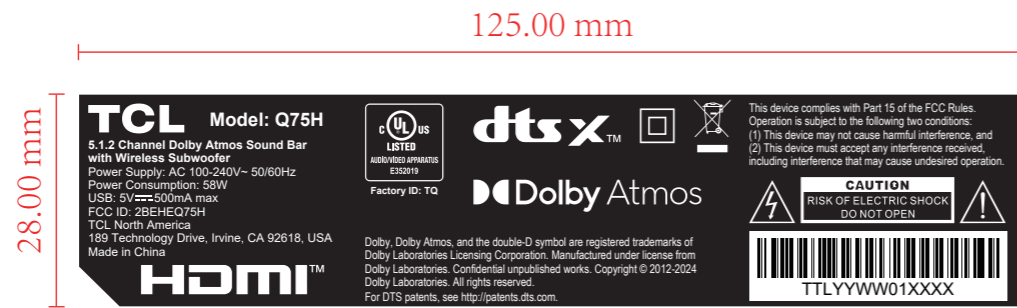 125.00 mm
28.00 mm
TCL Model: Q75H
5.1.2 Channel Dolby Atmos Sound Bar
with Wireless Subwoofer
Power Supply: AC 100-240V~ 50/60Hz
Power Consumption: 58W
USB: 5V⎓500mA max
FCC ID: 2BEHEQ75H
TCL North America
189 Technology Drive, Irvine, CA 92618, USA
Made in China
HDMI™
C UL US
LISTED
AUDIO/VIDEO APPARATUS
E352019
Factory ID: TQ
dts X™
Dolby Atmos
Dolby, Dolby Atmos, and the double-D symbol are registered trademarks of
Dolby Laboratories Licensing Corporation. Manufactured under license from
Dolby Laboratories. Confidential unpublished works. Copyright © 2012-2024
Dolby Laboratories. All rights reserved.
For DTS patents, see http://patents.dts.com.
This device complies with Part 15 of the FCC Rules.
Operation is subject to the following two conditions:
(1) This device may not cause harmful interference, and
(2) This device must accept any interference received,
including interference that may cause undesired operation.
CAUTION
RISK OF ELECTRIC SHOCK
DO NOT OPEN
TTLYYWW01XXXX